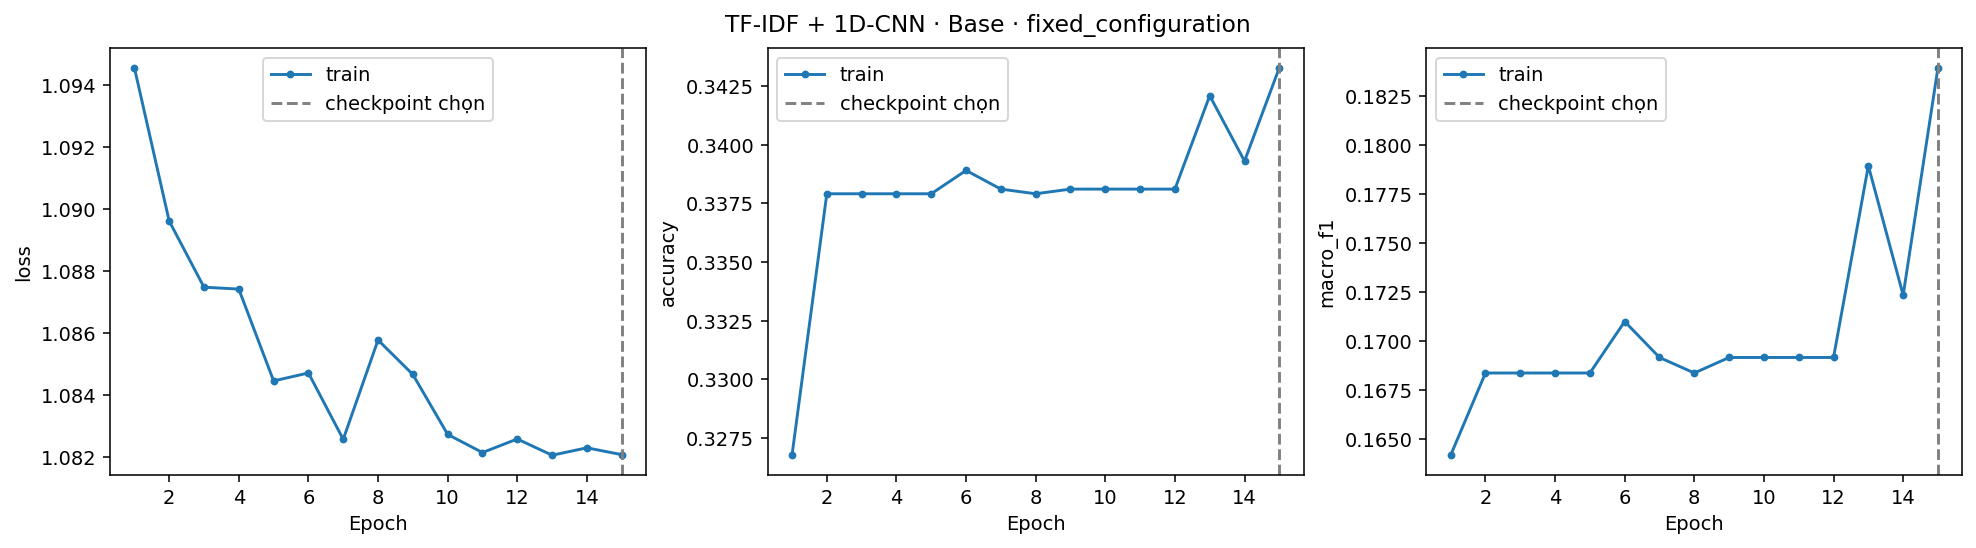 TF-IDF + 1D-CNN · Base · fixed_configuration
train
checkpoint chọn
1.094
1.092
1.090
1.088
1.086
1.084
1.082
loss
2 4 6 8 10 12 14
Epoch
train
checkpoint chọn
0.3425
0.3400
0.3375
0.3350
0.3325
0.3300
0.3275
accuracy
2 4 6 8 10 12 14
Epoch
train
checkpoint chọn
0.1825
0.1800
0.1775
0.1750
0.1725
0.1700
0.1675
0.1650
macro_f1
2 4 6 8 10 12 14
Epoch